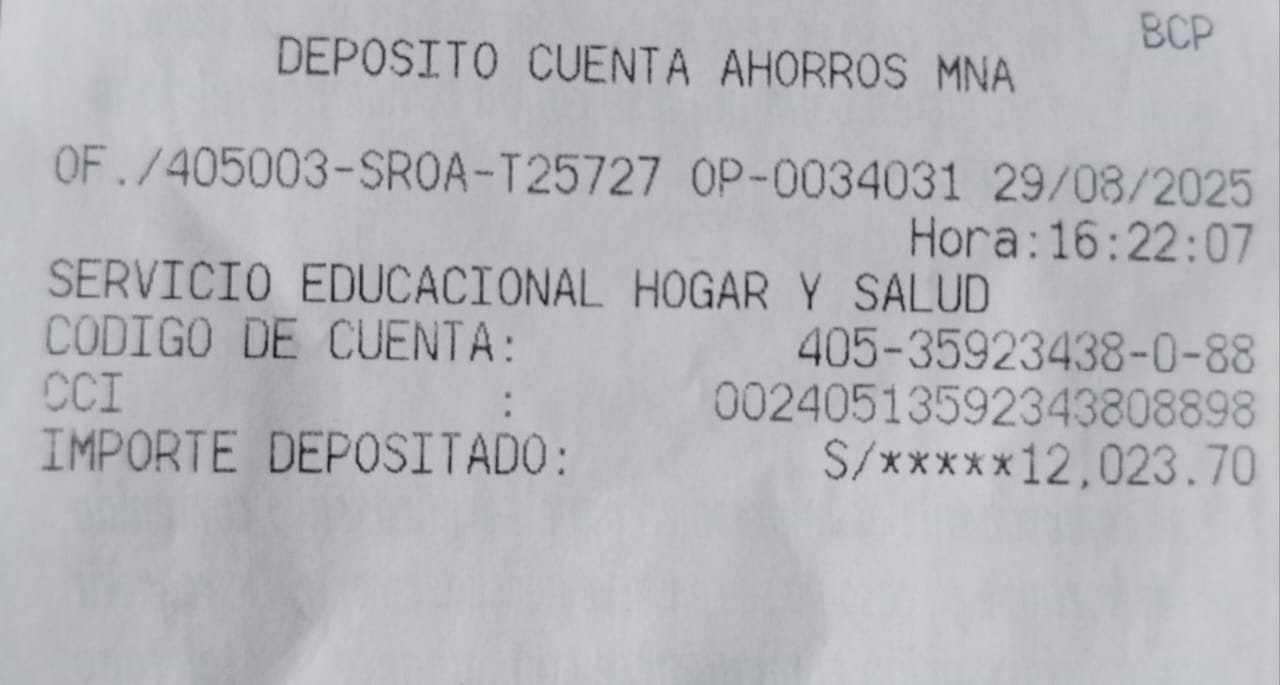 BCP
DEPOSITO CUENTA AHORROS MNA
OF./405003-SROA-T25727 OP-0034031 29/08/2025
Hora:16:22:07
SERVICIO EDUCACIONAL HOGAR Y SALUD
CODIGO DE CUENTA: 405-35923438-0-88
CCI : 00240513592343808898
IMPORTE DEPOSITADO: S/*****12,023.70